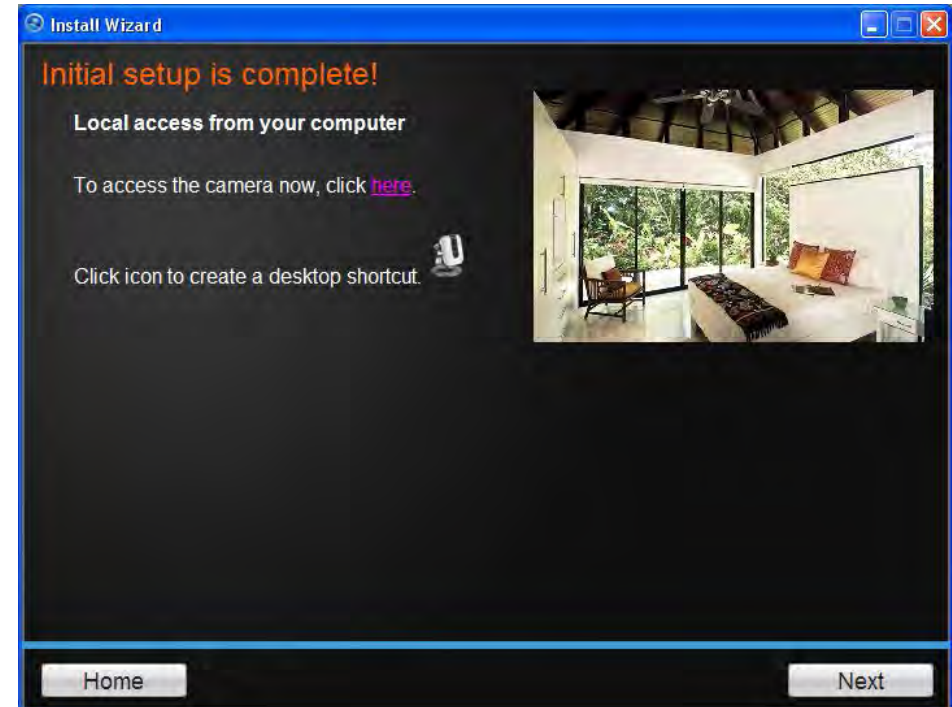 Install Wizard
Initial setup is complete!
Local access from your computer
To access the camera now, click here.
Click icon to create a desktop shortcut.
Home
Next